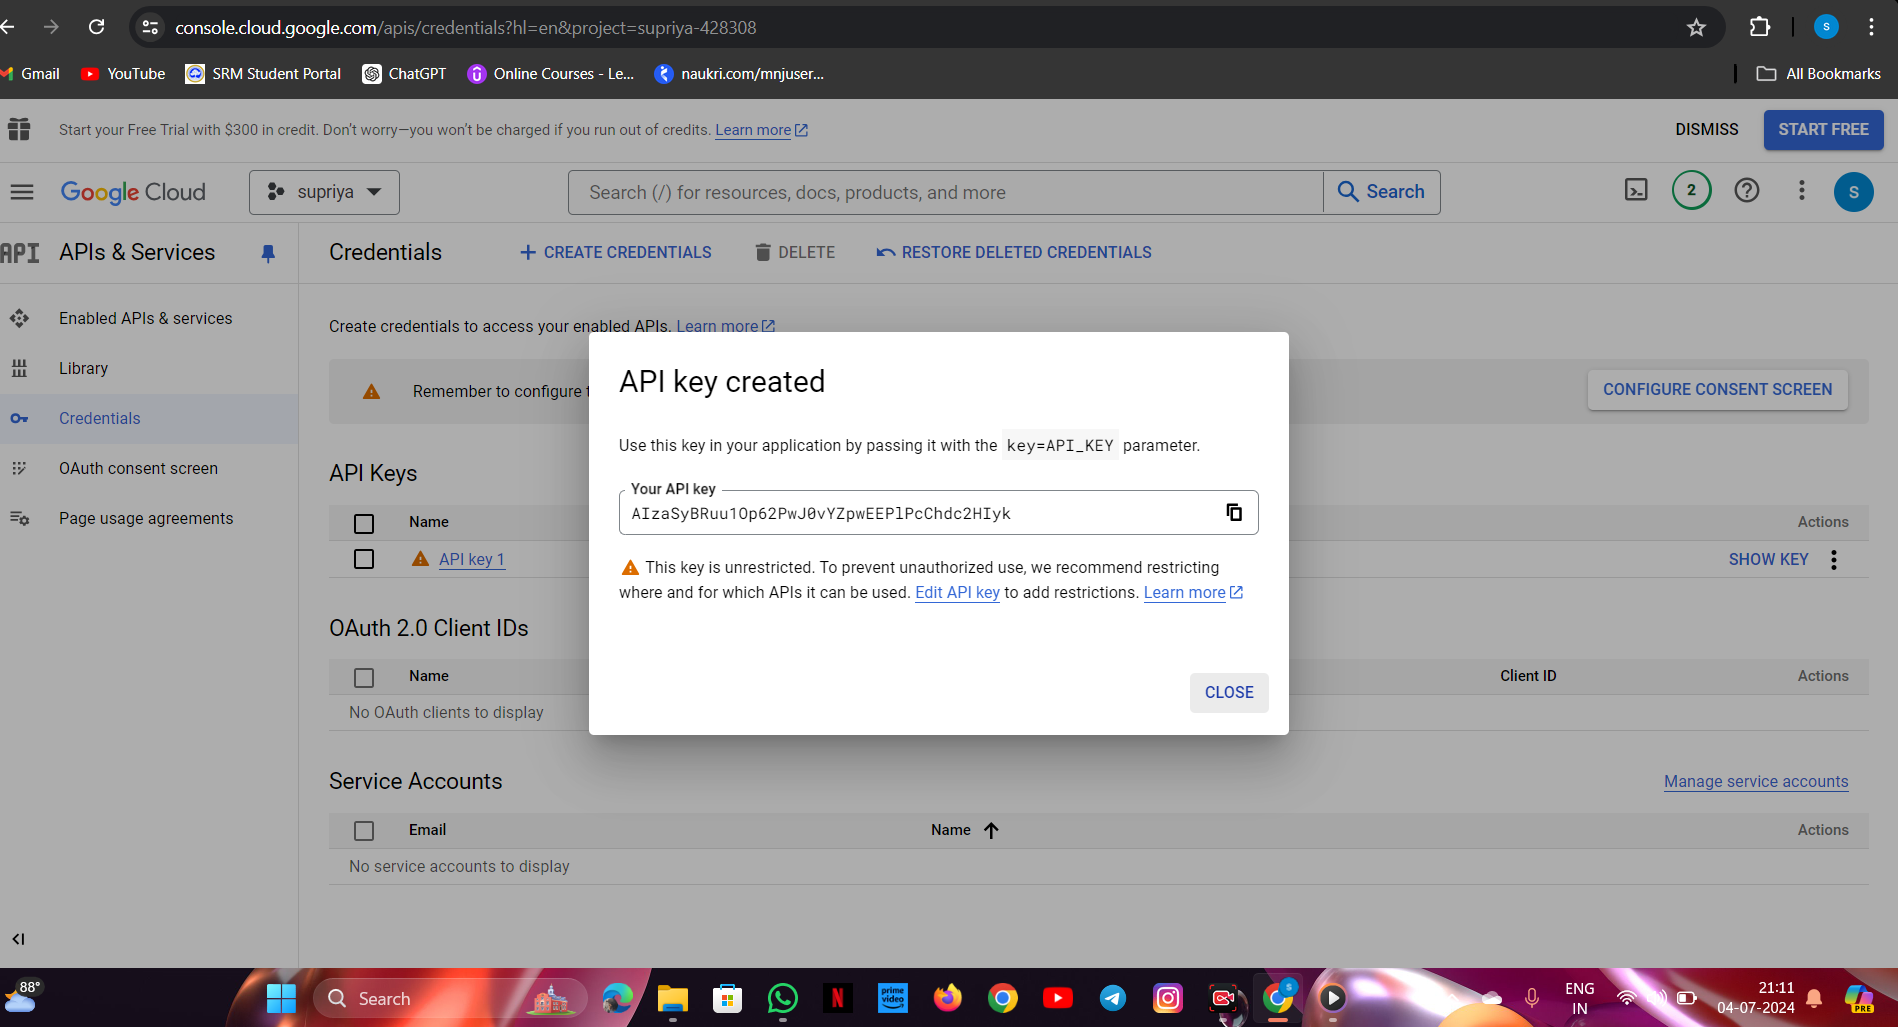 console.cloud.google.com/apis/credentials?hl=en&project=supriya-428308
S
Gmail YouTube SRM Student Portal ChatGPT Online Courses - Le... naukri.com/mnjuser... All Bookmarks
Start your Free Trial with $300 in credit. Don't worry—you won't be charged if you run out of credits. Learn more DISMISS START FREE
Google Cloud supriya Search (/) for resources, docs, products, and more Search 2 S
API APIs & Services Credentials CREATE CREDENTIALS DELETE RESTORE DELETED CREDENTIALS
Enabled APIs & services
Library
Credentials
OAuth consent screen
Page usage agreements
Create credentials to access your enabled APIs. Learn more
Remember to configure CONFIGURE CONSENT SCREEN
API Keys
Name Actions
API key 1 SHOW KEY
OAuth 2.0 Client IDs
Name Client ID Actions
No OAuth clients to display
Service Accounts Manage service accounts
Email Name Actions
No service accounts to display
API key created
Use this key in your application by passing it with the key=API_KEY parameter.
Your API key
AIzaSyBRuu1Op62PwJ0vYZpwEEPlPcChdc2HIyk
This key is unrestricted. To prevent unauthorized use, we recommend restricting
where and for which APIs it can be used. Edit API key to add restrictions. Learn more
CLOSE
88°
Search
prime
video
S
ENG
IN
21:11
04-07-2024
PRE